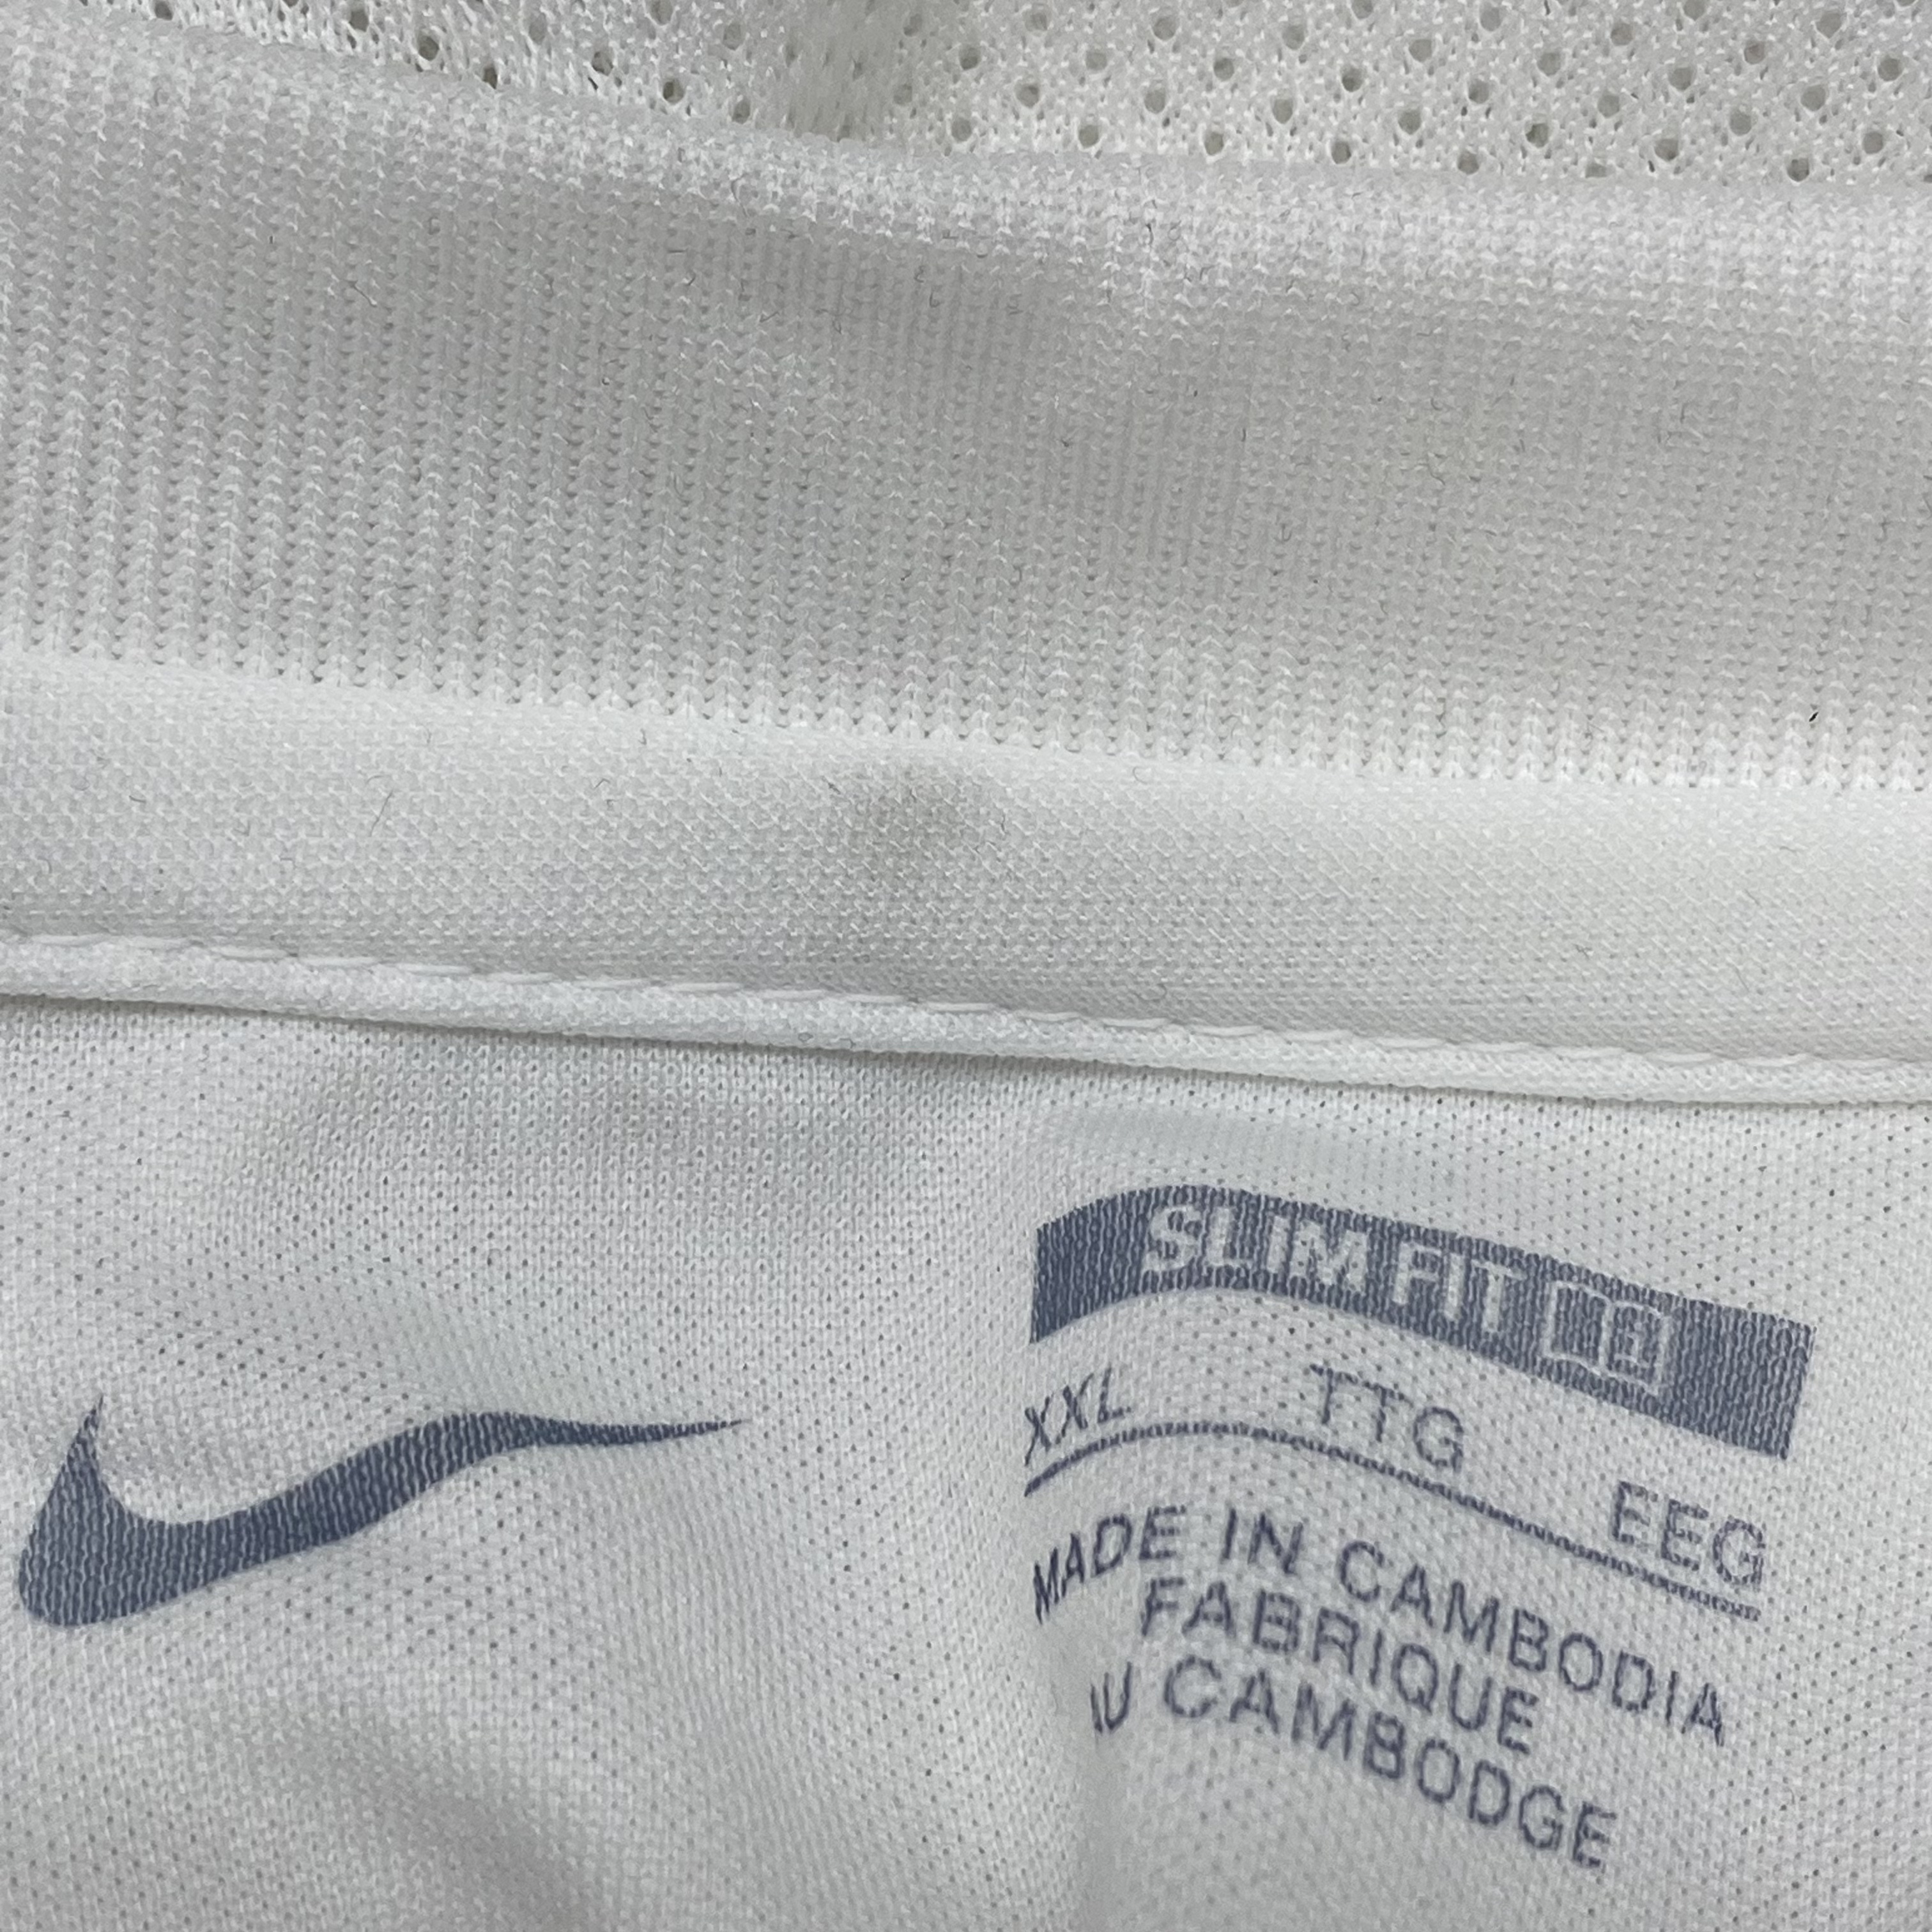 SLIM FIT
XXL TTG EEG
MADE IN CAMBODIA
FABRIQUE
AU CAMBODGE